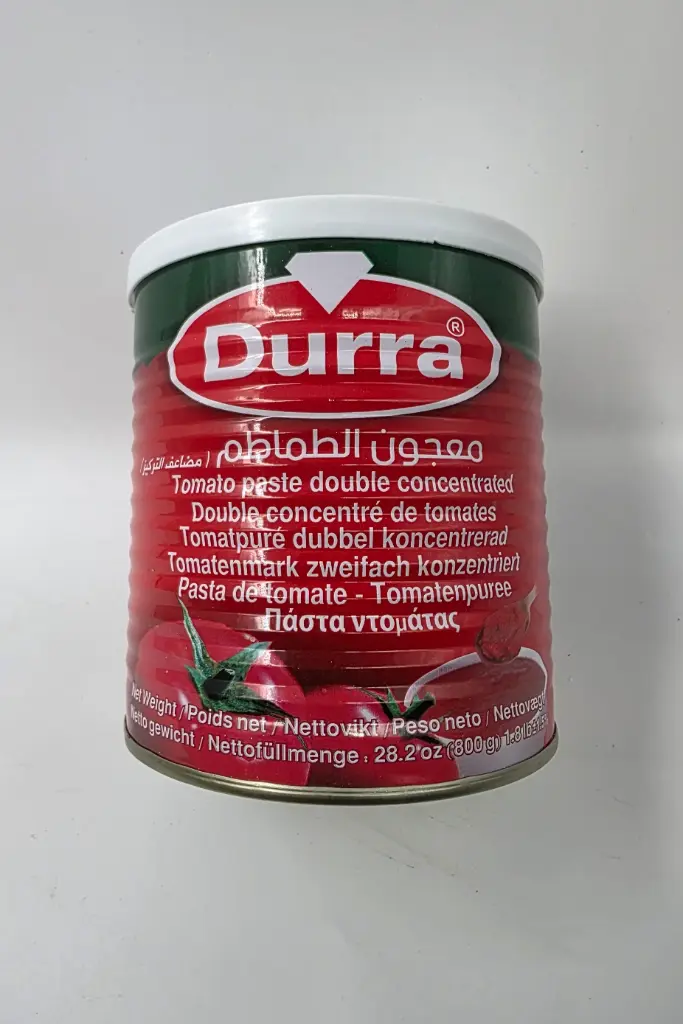 Durra®
معجون الطماطم (مضاعف التركيز)
Tomato paste double concentrated
Double concentré de tomates
Tomatpuré dubbel koncentrerad
Tomatenmark zweifach konzentriert
Pasta de tomate - Tomatenpuree
Πάστα ντομάτας
Net Weight / Poids net / Nettovikt / Peso neto / Nettovægt
Netto gewicht / Nettofüllmenge : 28.2 oz (800 g)